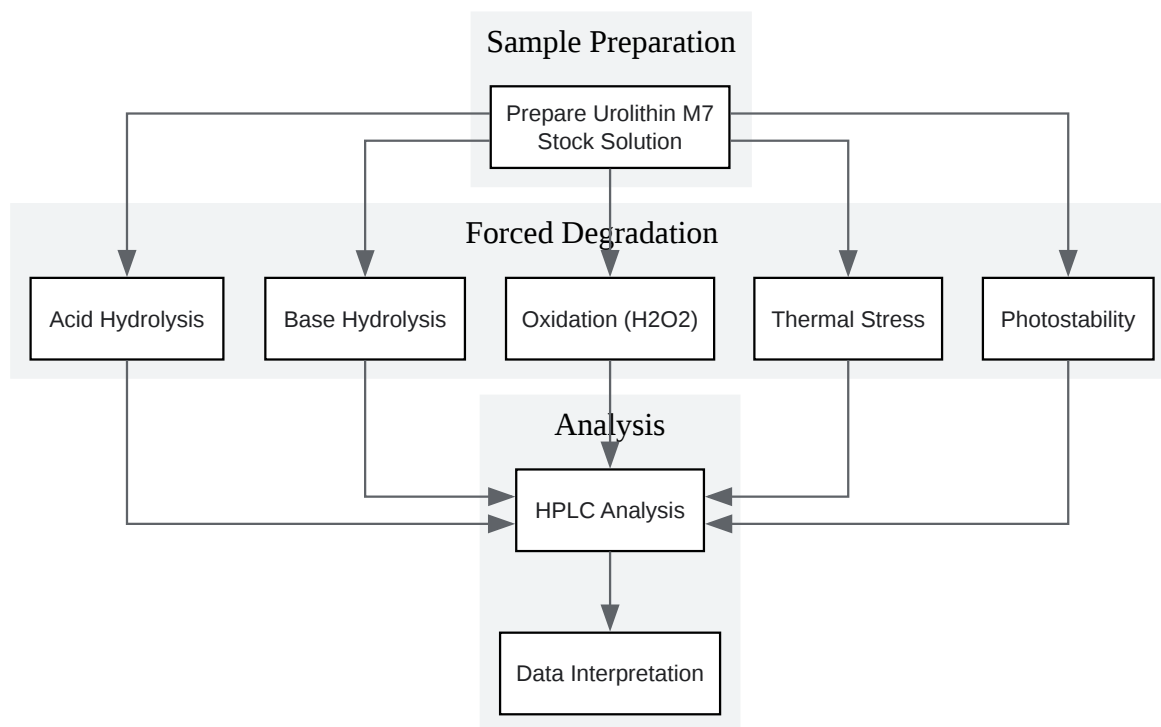 Sample Preparation
Prepare Urolithin M7
Stock Solution
Forced Degradation
Acid Hydrolysis
Base Hydrolysis
Oxidation (H2O2)
Thermal Stress
Photostability
Analysis
HPLC Analysis
Data Interpretation